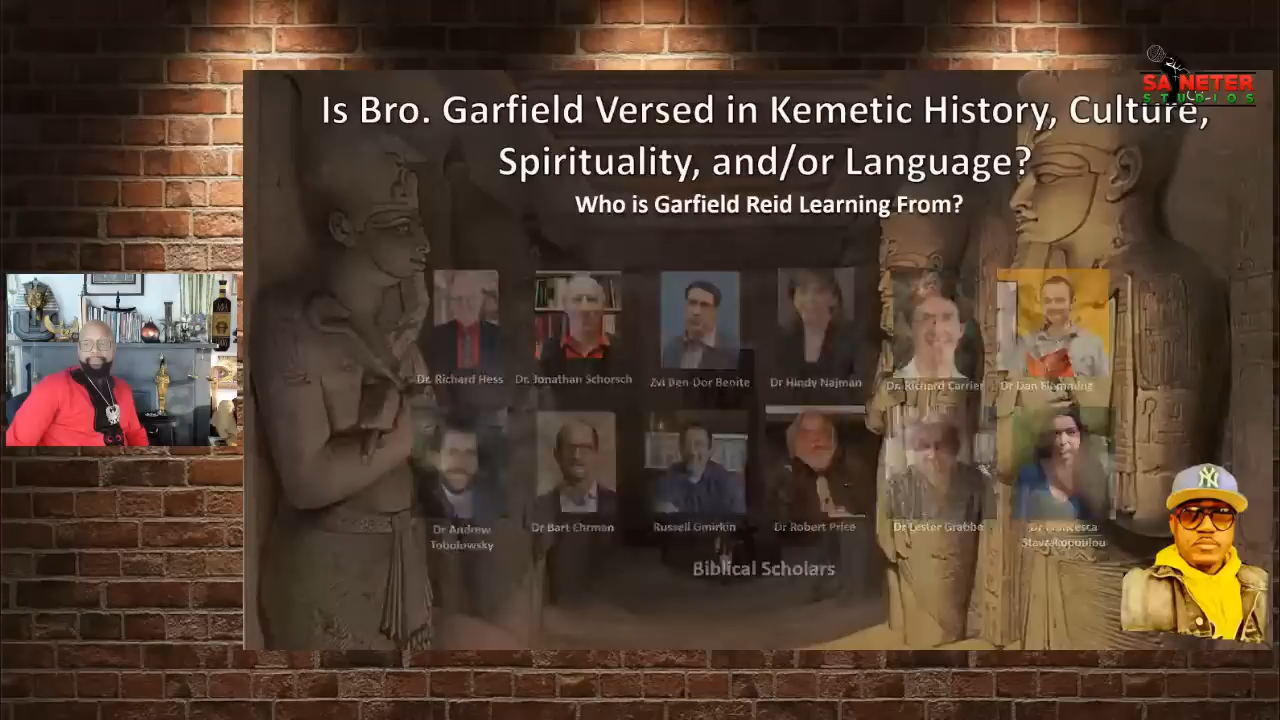 SA NETER
STUDIOS
Is Bro. Garfield Versed in Kemetic History, Culture,
Spirituality, and/or Language?
Who is Garfield Reid Learning From?
Dr. Richard Hess
Dr. Jonathan Schorsch
Zvi Ben-Dor Benite
Dr Hindy Najman
Dr. Richard Carrier
Dr Dan
Dr Andrew
Tobolowsky
Dr Bart Ehrman
Russell Gmirkin
Dr Robert Price
Dr Lester Grabbe
Dr Francesca
Stavrakopoulou
Biblical Scholars
NY